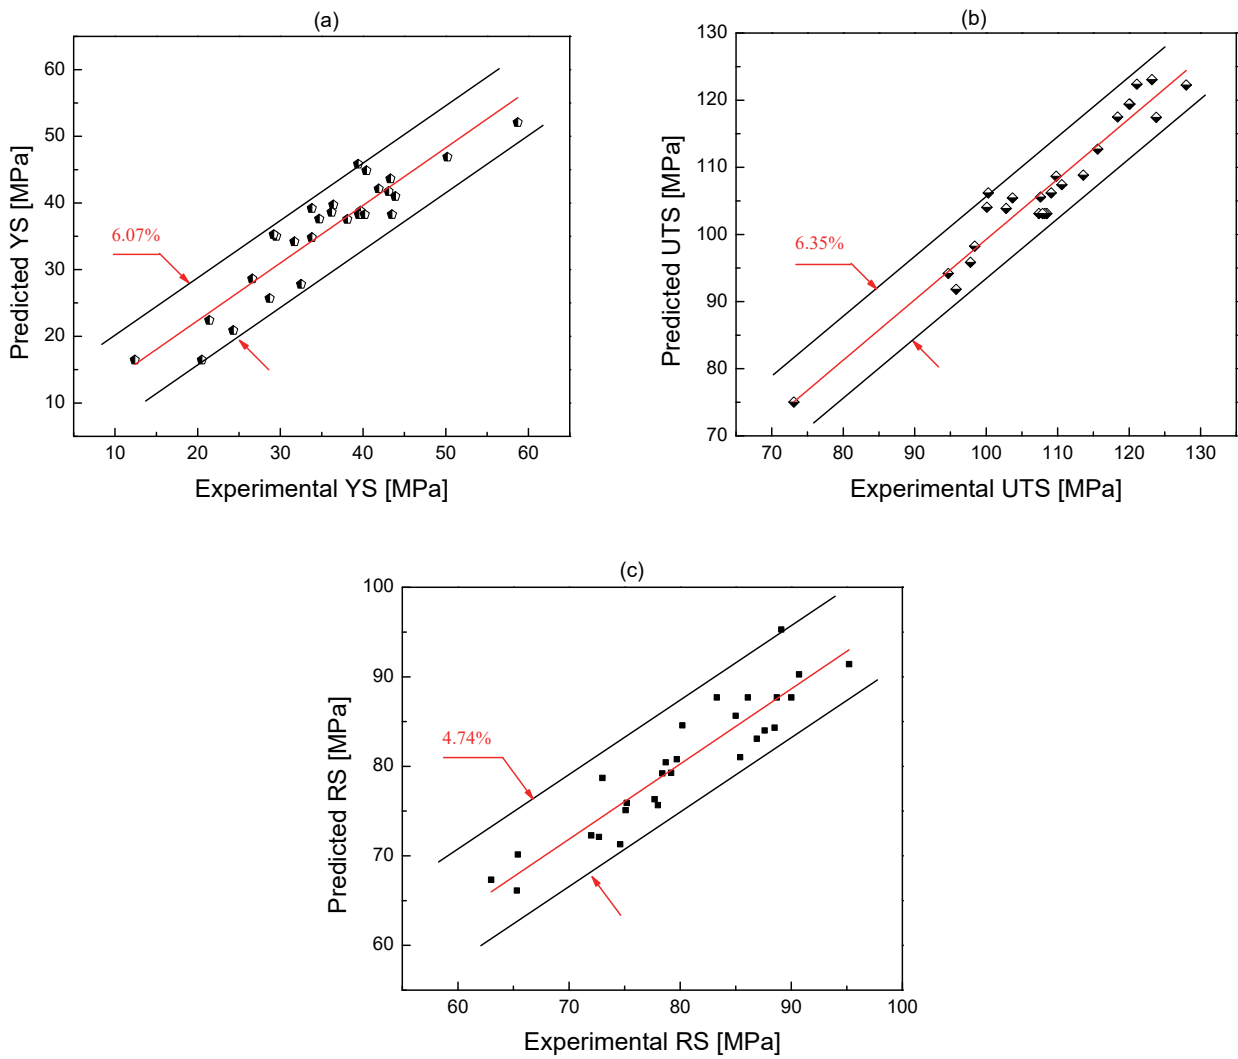 (a)
60
50
40
30
20
10
6.07%
Predicted YS [MPa]
10 20 30 40 50 60
Experimental YS [MPa]
(b)
130
120
110
100
90
80
70
6.35%
Predicted UTS [MPa]
70 80 90 100 110 120 130
Experimental UTS [MPa]
(c)
100
90
80
70
60
4.74%
Predicted RS [MPa]
60 70 80 90 100
Experimental RS [MPa]